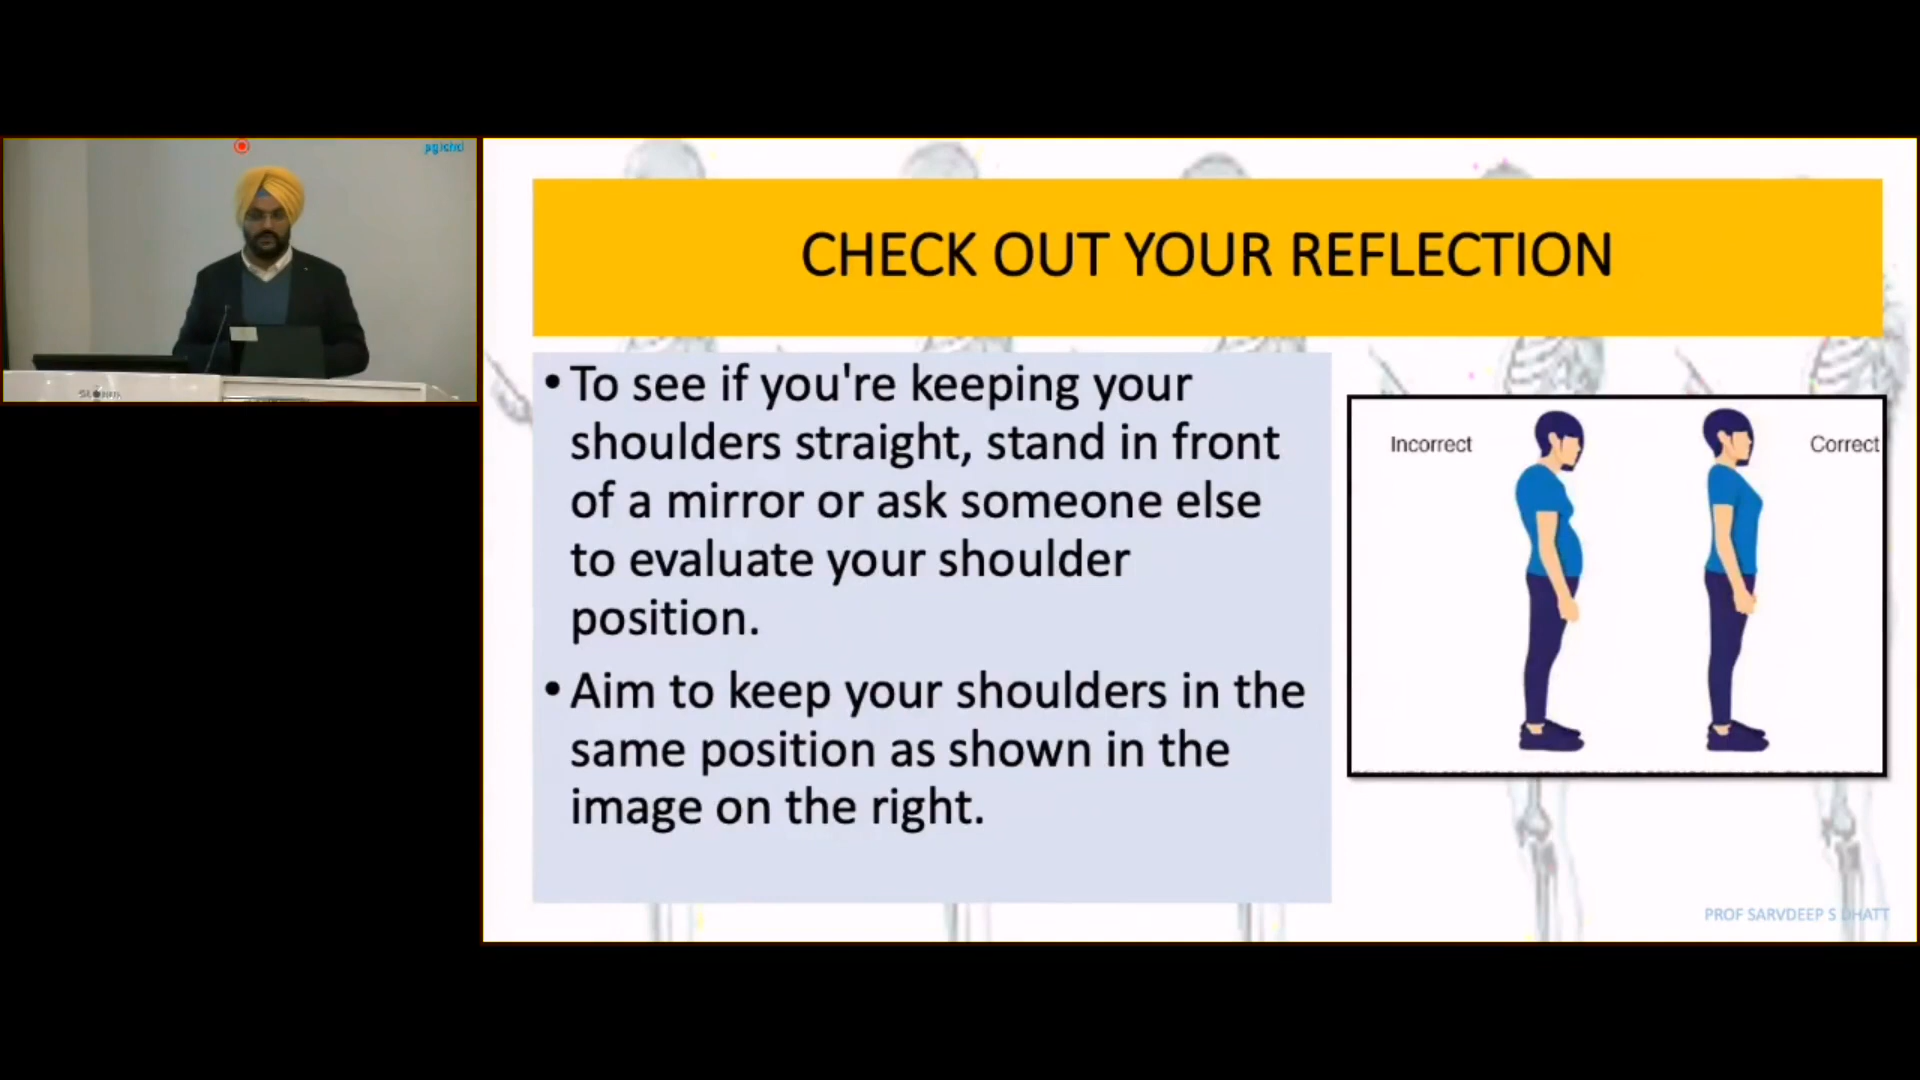 pgichd
CHECK OUT YOUR REFLECTION
• To see if you're keeping your
shoulders straight, stand in front
of a mirror or ask someone else
to evaluate your shoulder
position.
• Aim to keep your shoulders in the
same position as shown in the
image on the right.
Incorrect
Correct
PROF SARVDEEP S DHATT